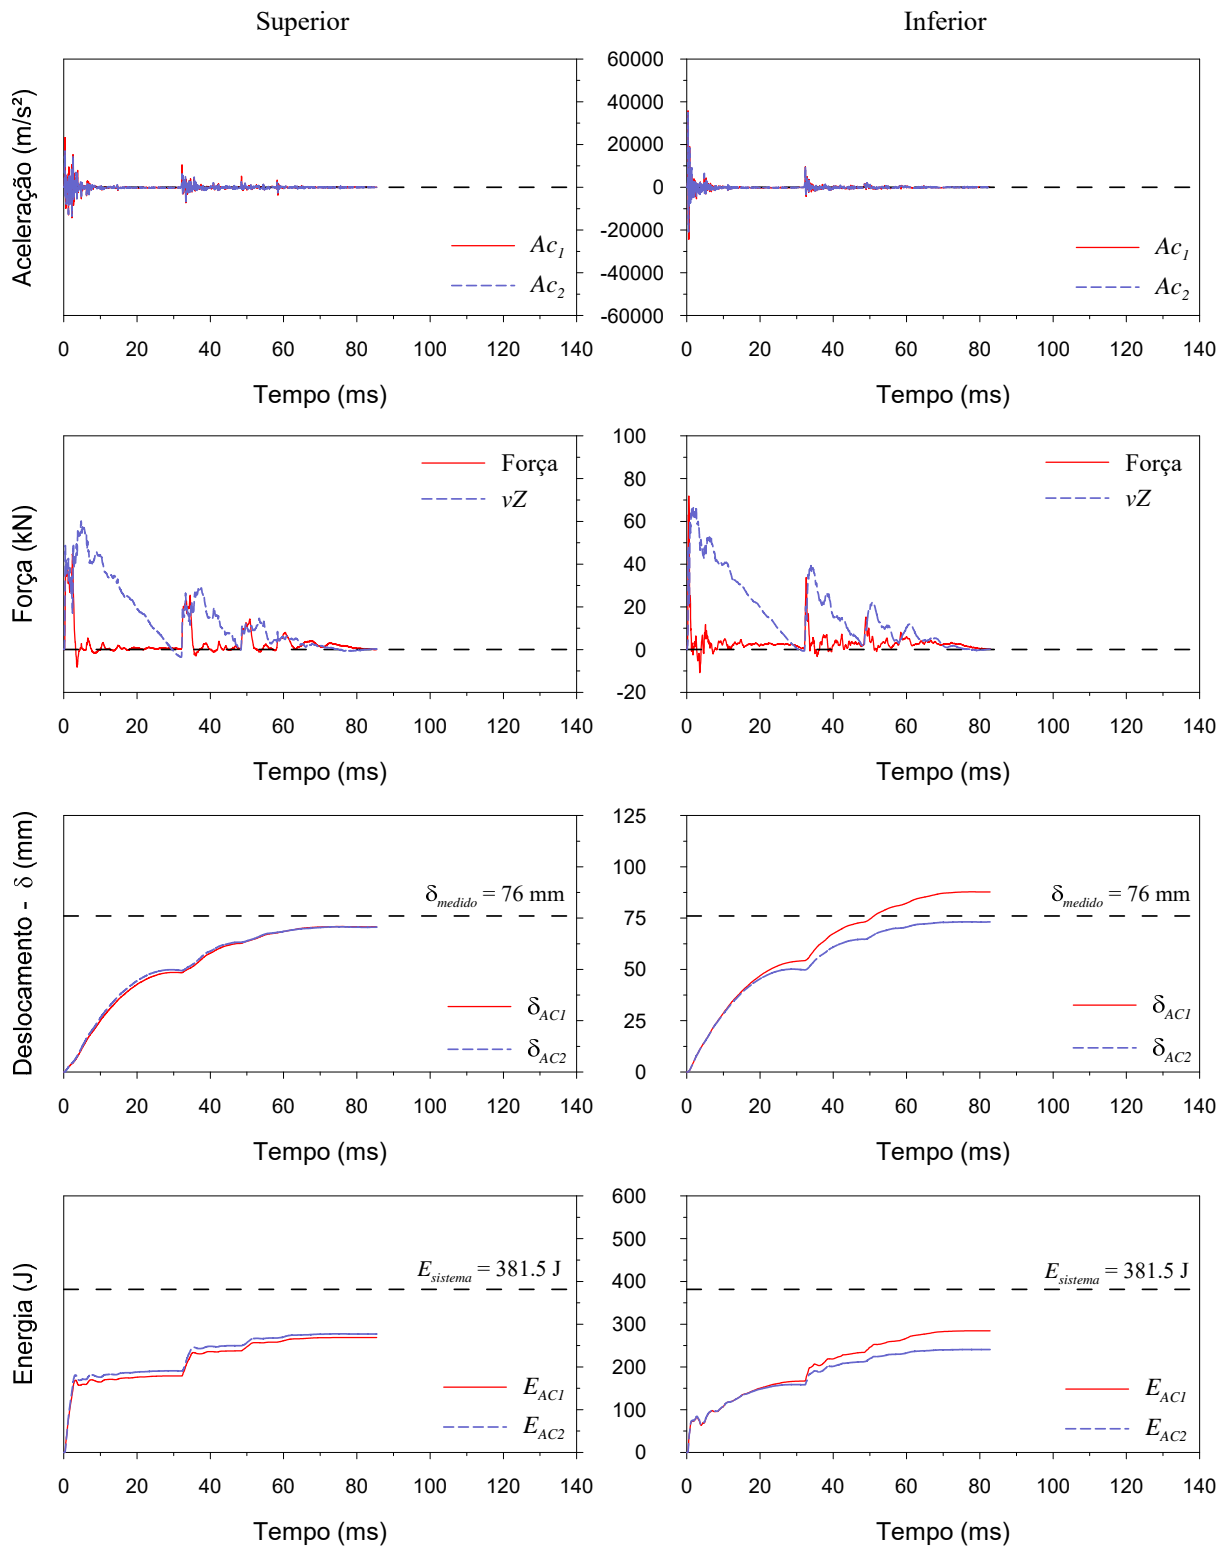 Superior Inferior
Aceleração (m/s²)
60000
40000
20000
0
-20000
-40000
-60000
Ac1 Ac1
Ac2 Ac2
0 20 40 60 80 100 120 140 0 20 40 60 80 100 120 140
Tempo (ms) Tempo (ms)
Força (kN)
100
80
60
40
20
0
-20
Força Força
vZ vZ
0 20 40 60 80 100 120 140 0 20 40 60 80 100 120 140
Tempo (ms) Tempo (ms)
Deslocamento - δ (mm)
125
100
75
50
25
0
δmedido = 76 mm δmedido = 76 mm
δAC1 δAC1
δAC2 δAC2
0 20 40 60 80 100 120 140 0 20 40 60 80 100 120 140
Tempo (ms) Tempo (ms)
Energia (J)
600
500
400
300
200
100
0
Esistema = 381.5 J Esistema = 381.5 J
EAC1 EAC1
EAC2 EAC2
0 20 40 60 80 100 120 140 0 20 40 60 80 100 120 140
Tempo (ms) Tempo (ms)